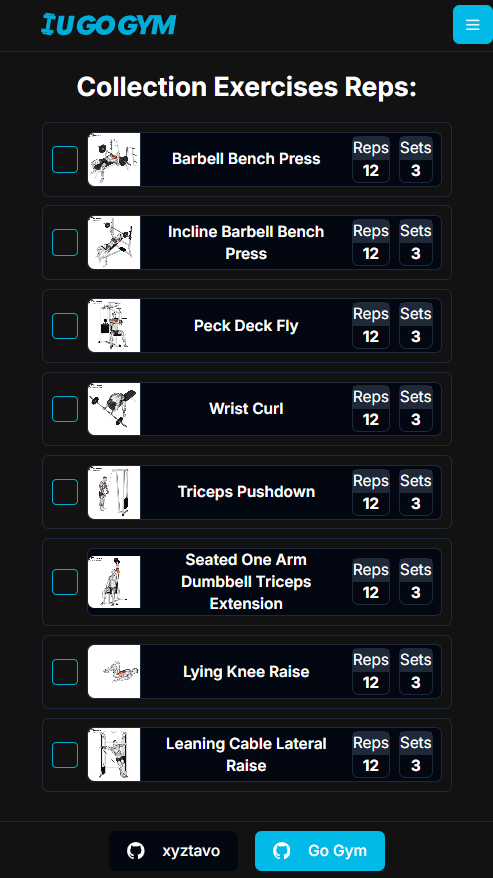 IU GO GYM
Collection Exercises Reps:
Barbell Bench Press
Reps Sets
12 3
Incline Barbell Bench
Press
Reps Sets
12 3
Peck Deck Fly
Reps Sets
12 3
Wrist Curl
Reps Sets
12 3
Triceps Pushdown
Reps Sets
12 3
Seated One Arm
Dumbbell Triceps
Extension
Reps Sets
12 3
Lying Knee Raise
Reps Sets
12 3
Leaning Cable Lateral
Raise
Reps Sets
12 3
xyztavo Go Gym